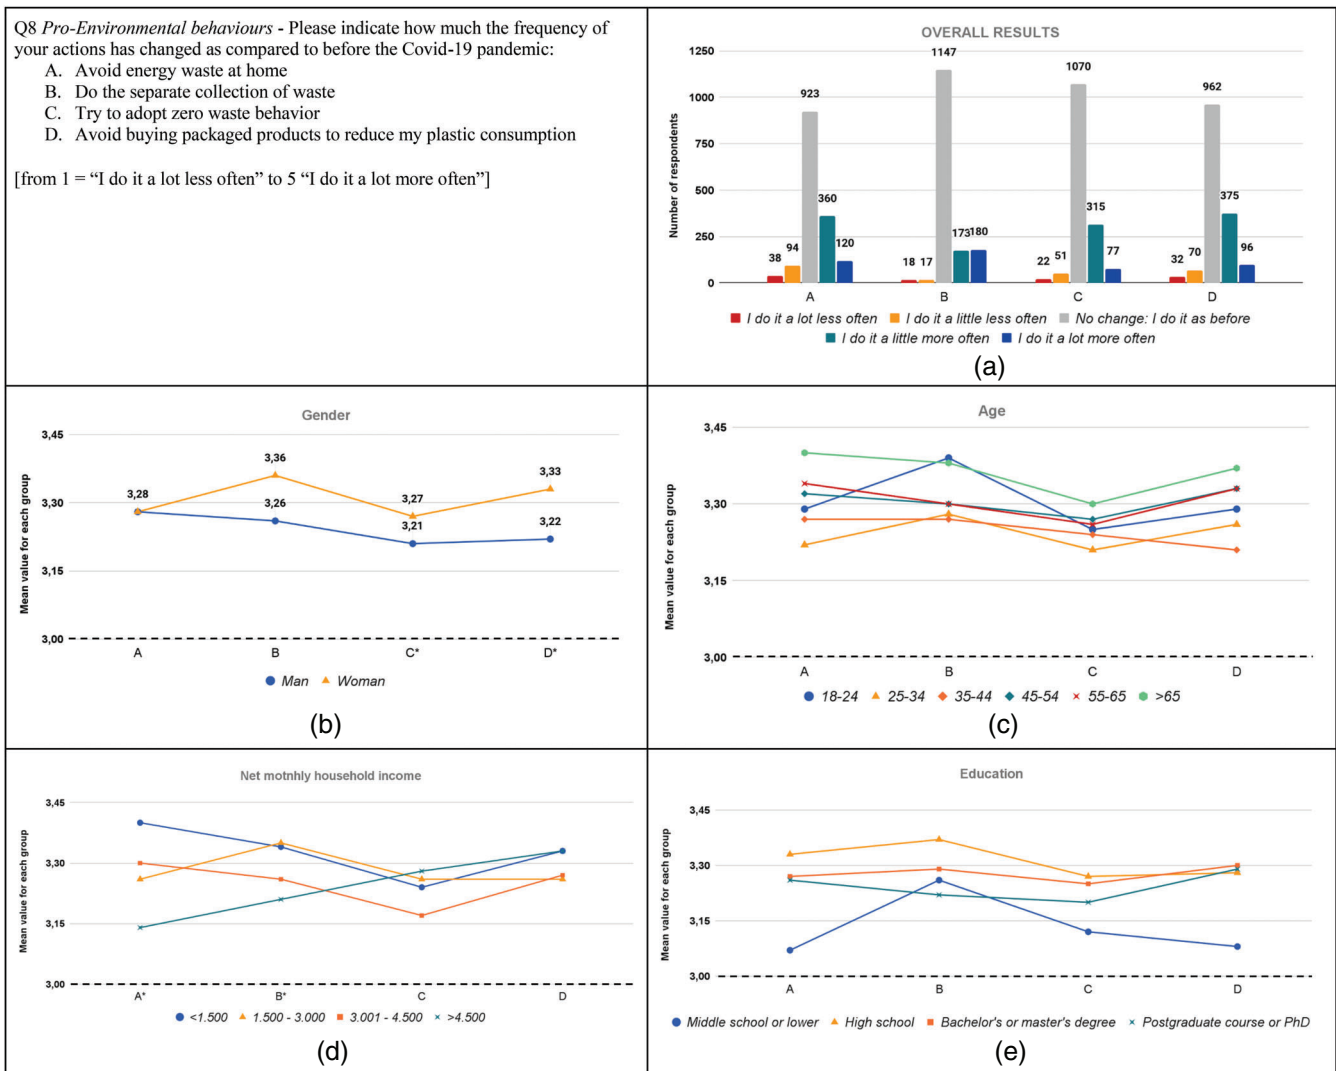 Q8 Pro-Environmental behaviours - Please indicate how much the frequency of
your actions has changed as compared to before the Covid-19 pandemic:
A. Avoid energy waste at home
B. Do the separate collection of waste
C. Try to adopt zero waste behavior
D. Avoid buying packaged products to reduce my plastic consumption
[from 1 = “I do it a lot less often” to 5 “I do it a lot more often”]
OVERALL RESULTS
Number of respondents
1250
1000
750
500
250
0
38 94 923 360 120
18 17 1147 173 180
22 51 1070 315 77
32 70 962 375 96
A B C D
I do it a lot less often I do it a little less often No change: I do it as before
I do it a little more often I do it a lot more often
(a)
Gender
Mean value for each group
3,45
3,30
3,15
3,00
3,28
3,36
3,26
3,27
3,21
3,33
3,22
A B C* D*
Man Woman
(b)
Age
Mean value for each group
3,45
3,30
3,15
3,00
A B C D
18-24 25-34 35-44 45-54 55-65 >65
(c)
Net motnhly household income
Mean value for each group
3,45
3,30
3,15
3,00
A* B* C D
<1.500 1.500 - 3.000 3.001 - 4.500 >4.500
(d)
Education
Mean value for each group
3,45
3,30
3,15
3,00
A B C D
Middle school or lower High school Bachelor's or master's degree Postgraduate course or PhD
(e)